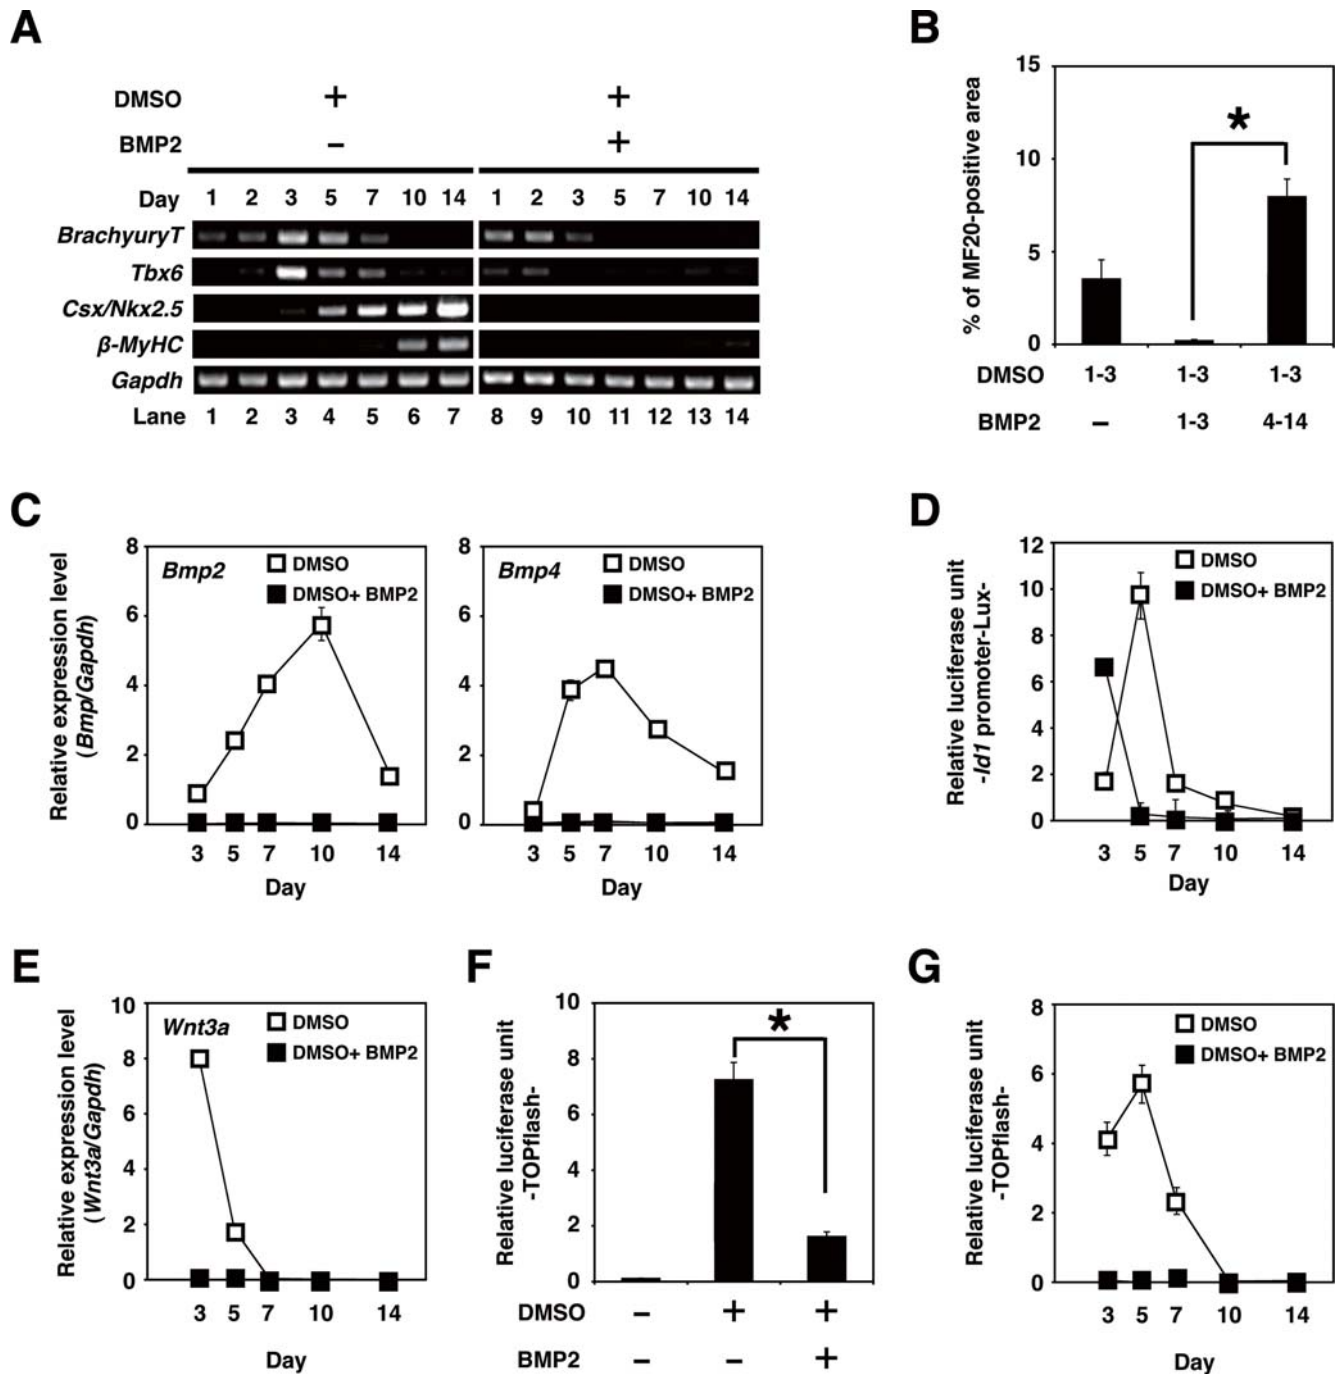 A
DMSO + +
BMP2 – +
Day 1 2 3 5 7 10 14 1 2 3 5 7 10 14
BrachyuryT
Tbx6
Csx/Nkx2.5
β-MyHC
Gapdh
Lane 1 2 3 4 5 6 7 8 9 10 11 12 13 14
B
% of MF20-positive area
15
10
5
0
*
DMSO 1-3 1-3 1-3
BMP2 – 1-3 4-14
C
Relative expression level
(Bmp/Gapdh)
8
6
4
2
0
Bmp2
DMSO
DMSO+ BMP2
3 5 7 10 14
Day
8
6
4
2
0
Bmp4
DMSO
DMSO+ BMP2
3 5 7 10 14
Day
D
Relative luciferase unit
-Id1 promoter-Lux-
12
10
8
6
4
2
0
DMSO
DMSO+ BMP2
3 5 7 10 14
Day
E
Relative expression level
(Wnt3a/Gapdh)
10
8
6
4
2
0
Wnt3a
DMSO
DMSO+ BMP2
3 5 7 10 14
Day
F
Relative luciferase unit
-TOPflash-
10
8
6
4
2
0
*
DMSO – + +
BMP2 – – +
G
Relative luciferase unit
-TOPflash-
8
6
4
2
0
DMSO
DMSO+ BMP2
3 5 7 10 14
Day